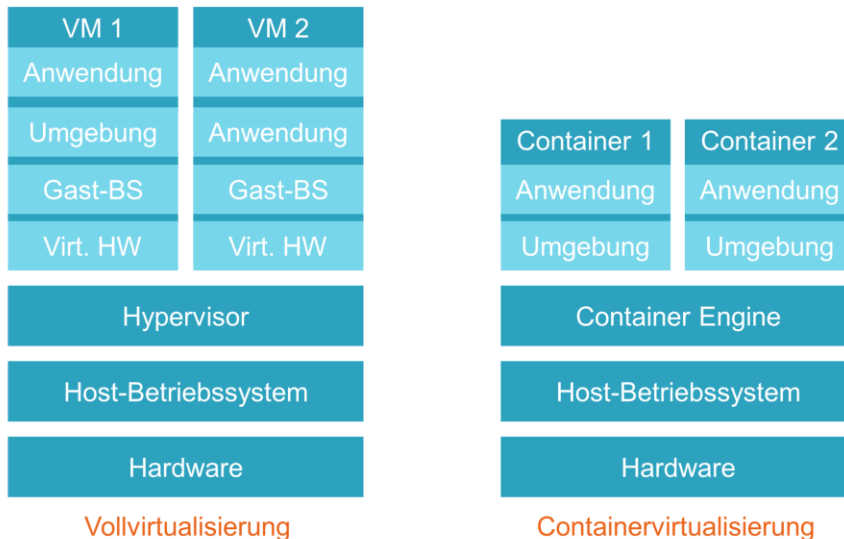 VM 1
Anwendung
Umgebung
Gast-BS
Virt. HW
VM 2
Anwendung
Anwendung
Gast-BS
Virt. HW
Hypervisor
Host-Betriebssystem
Hardware
Vollvirtualisierung
Container 1
Anwendung
Umgebung
Container 2
Anwendung
Umgebung
Container Engine
Host-Betriebssystem
Hardware
Containervirtualisierung